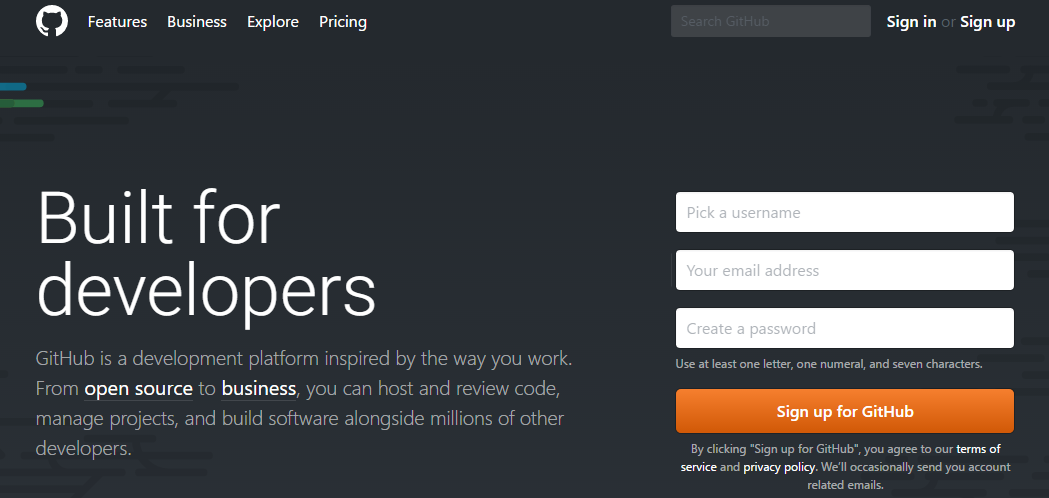 Features Business Explore Pricing Search GitHub Sign in or Sign up
Built for
developers
GitHub is a development platform inspired by the way you work.
From open source to business, you can host and review code,
manage projects, and build software alongside millions of other
developers.
Pick a username
Your email address
Create a password
Use at least one letter, one numeral, and seven characters.
Sign up for GitHub
By clicking "Sign up for GitHub", you agree to our terms of
service and privacy policy. We’ll occasionally send you account
related emails.